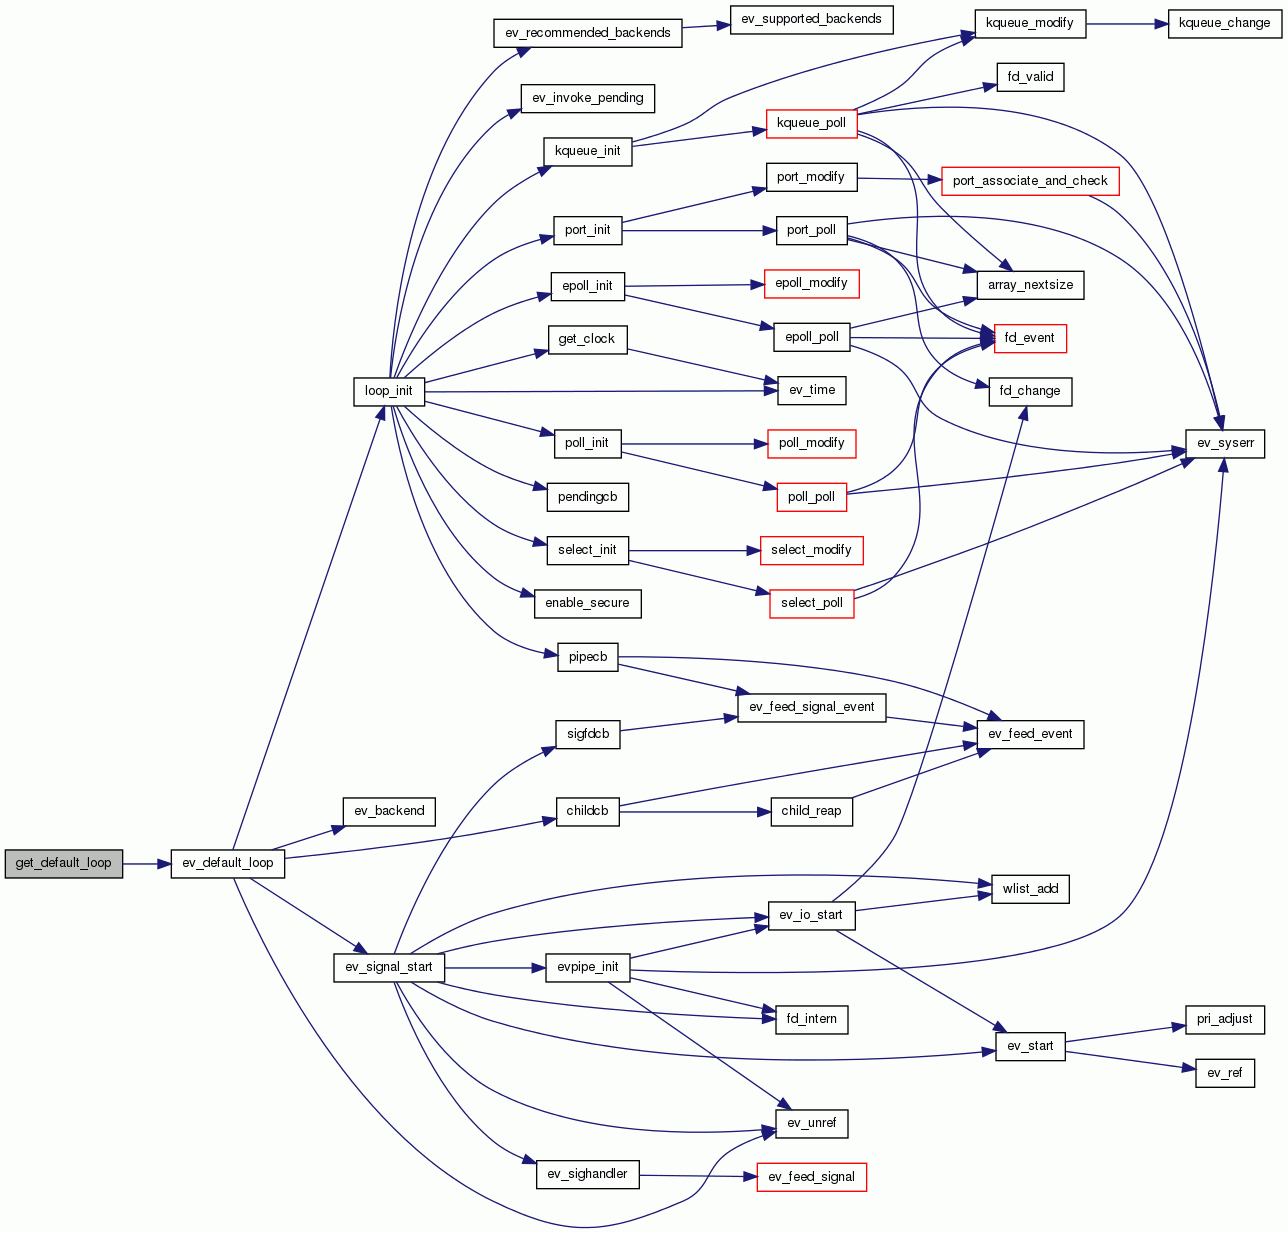 ev_recommended_backends
ev_supported_backends
kqueue_modify
kqueue_change
ev_invoke_pending
fd_valid
kqueue_init
kqueue_poll
port_modify
port_associate_and_check
port_init
port_poll
epoll_init
epoll_modify
array_nextsize
get_clock
epoll_poll
fd_event
loop_init
ev_time
fd_change
poll_init
poll_modify
ev_syserr
pendingcb
poll_poll
select_init
select_modify
enable_secure
select_poll
pipecb
ev_feed_signal_event
sigfdcb
ev_feed_event
ev_backend
childcb
child_reap
get_default_loop
ev_default_loop
wlist_add
ev_io_start
ev_signal_start
evpipe_init
fd_intern
pri_adjust
ev_start
ev_ref
ev_unref
ev_sighandler
ev_feed_signal